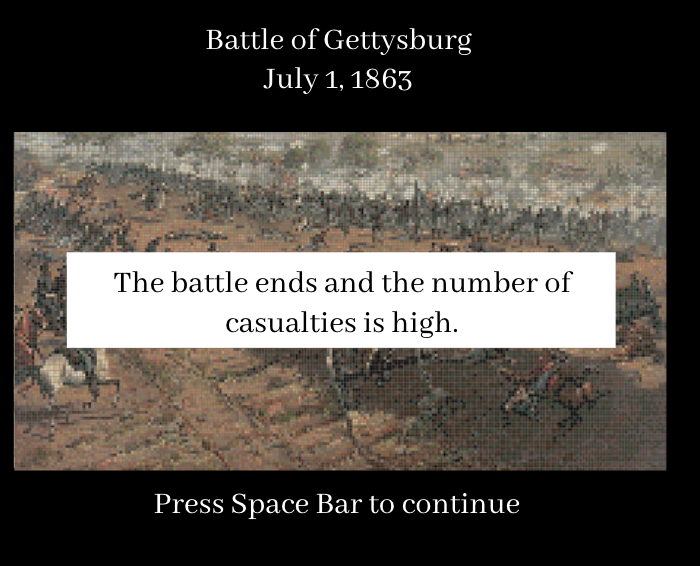 Battle of Gettysburg
July 1, 1863
The battle ends and the number of
casualties is high.
Press Space Bar to continue